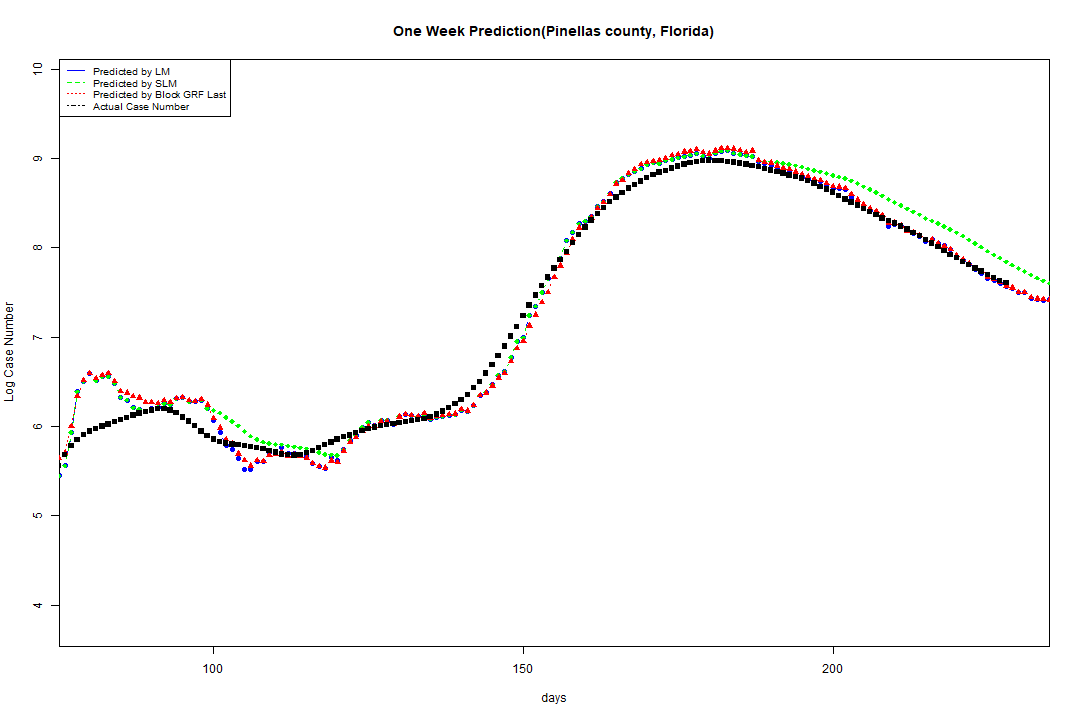 One Week Prediction(Pinellas county, Florida)
Predicted by LM
Predicted by SLM
Predicted by Block GRF Last
Actual Case Number
10
9
8
7
6
5
4
Log Case Number
100 150 200
days